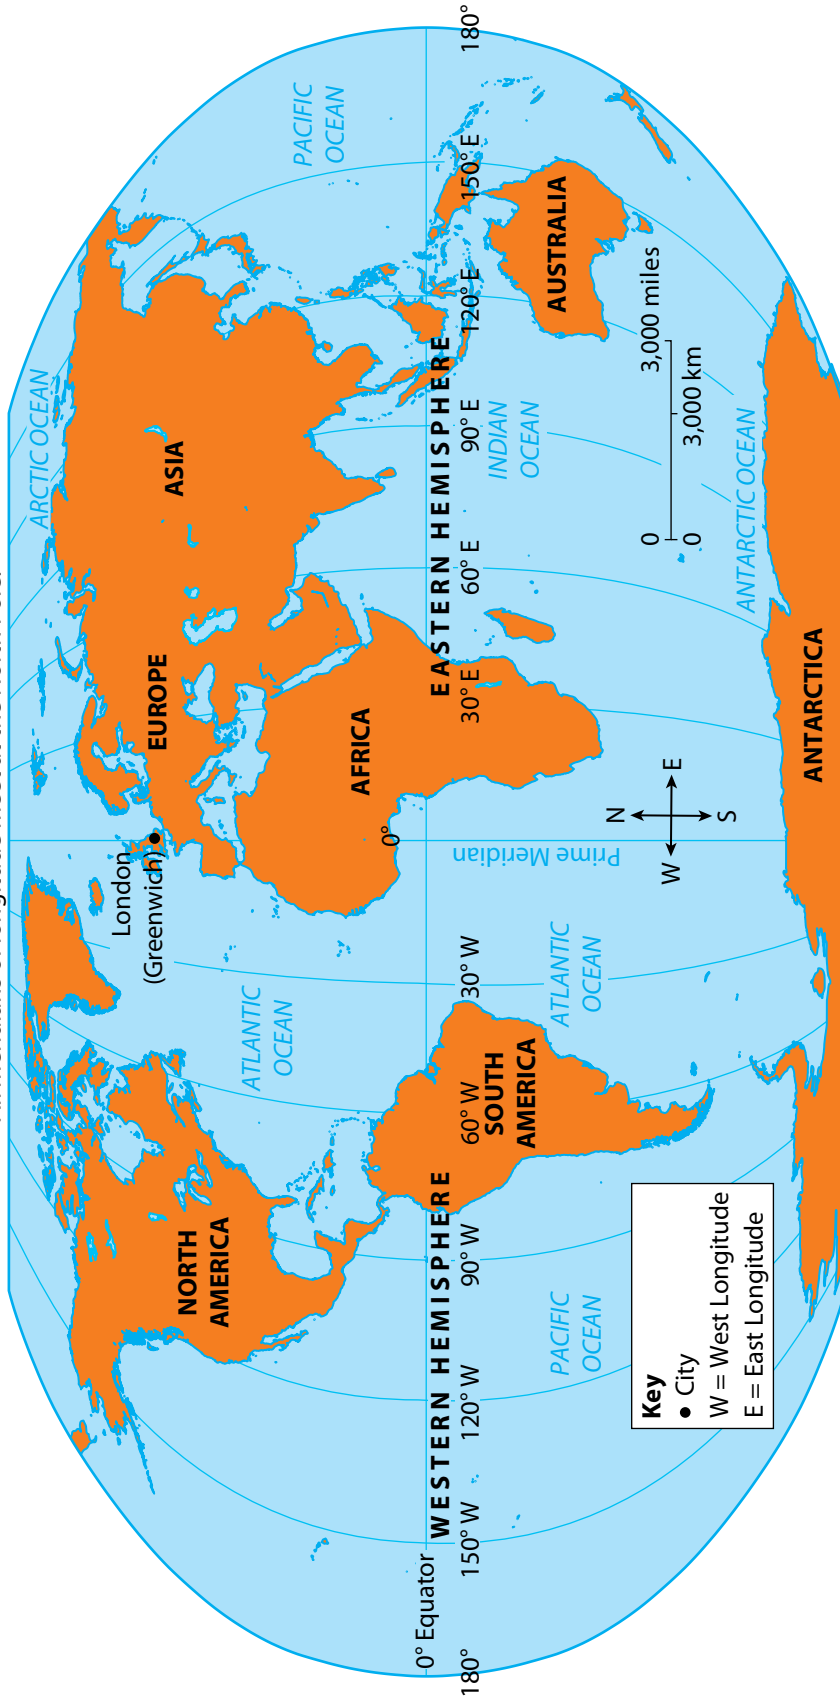 ARCTIC OCEAN
PACIFIC
OCEAN
London
(Greenwich)
EUROPE
ASIA
NORTH
AMERICA
ATLANTIC
OCEAN
AFRICA
0°
0° Equator
WESTERN HEMISPHERE
EASTERN HEMISPHERE
180°
150° W
120° W
90° W
60° W
30° W
30° E
60° E
90° E
120° E
150° E
180°
SOUTH
AMERICA
Prime Meridian
INDIAN
OCEAN
AUSTRALIA
PACIFIC
OCEAN
ATLANTIC
OCEAN
N
W
E
S
0
3,000 miles
0
3,000 km
Key
City
W = West Longitude
E = East Longitude
ANTARCTIC OCEAN
ANTARCTICA